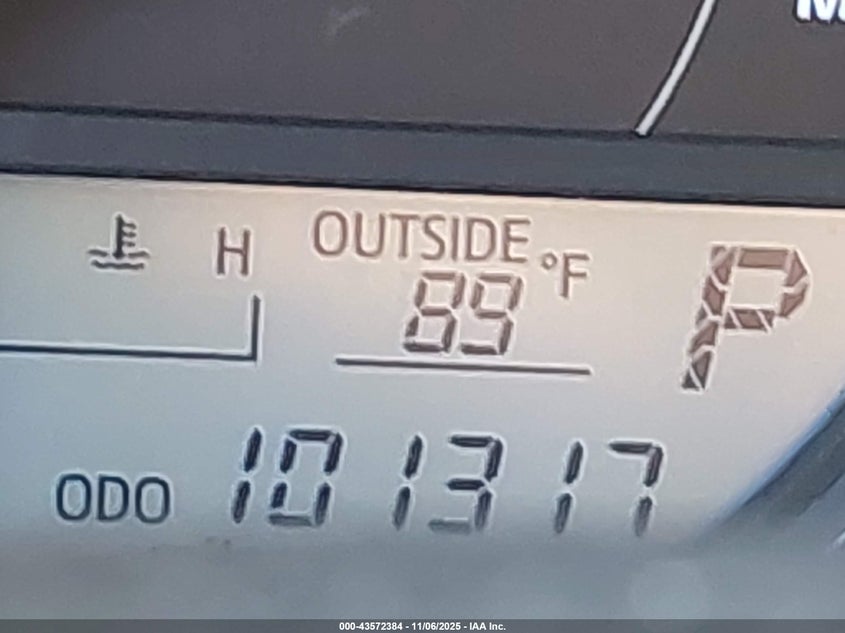 H OUTSIDE °F
89
P
ODO 101317
000-43572384 - 11/06/2025 - IAA Inc.